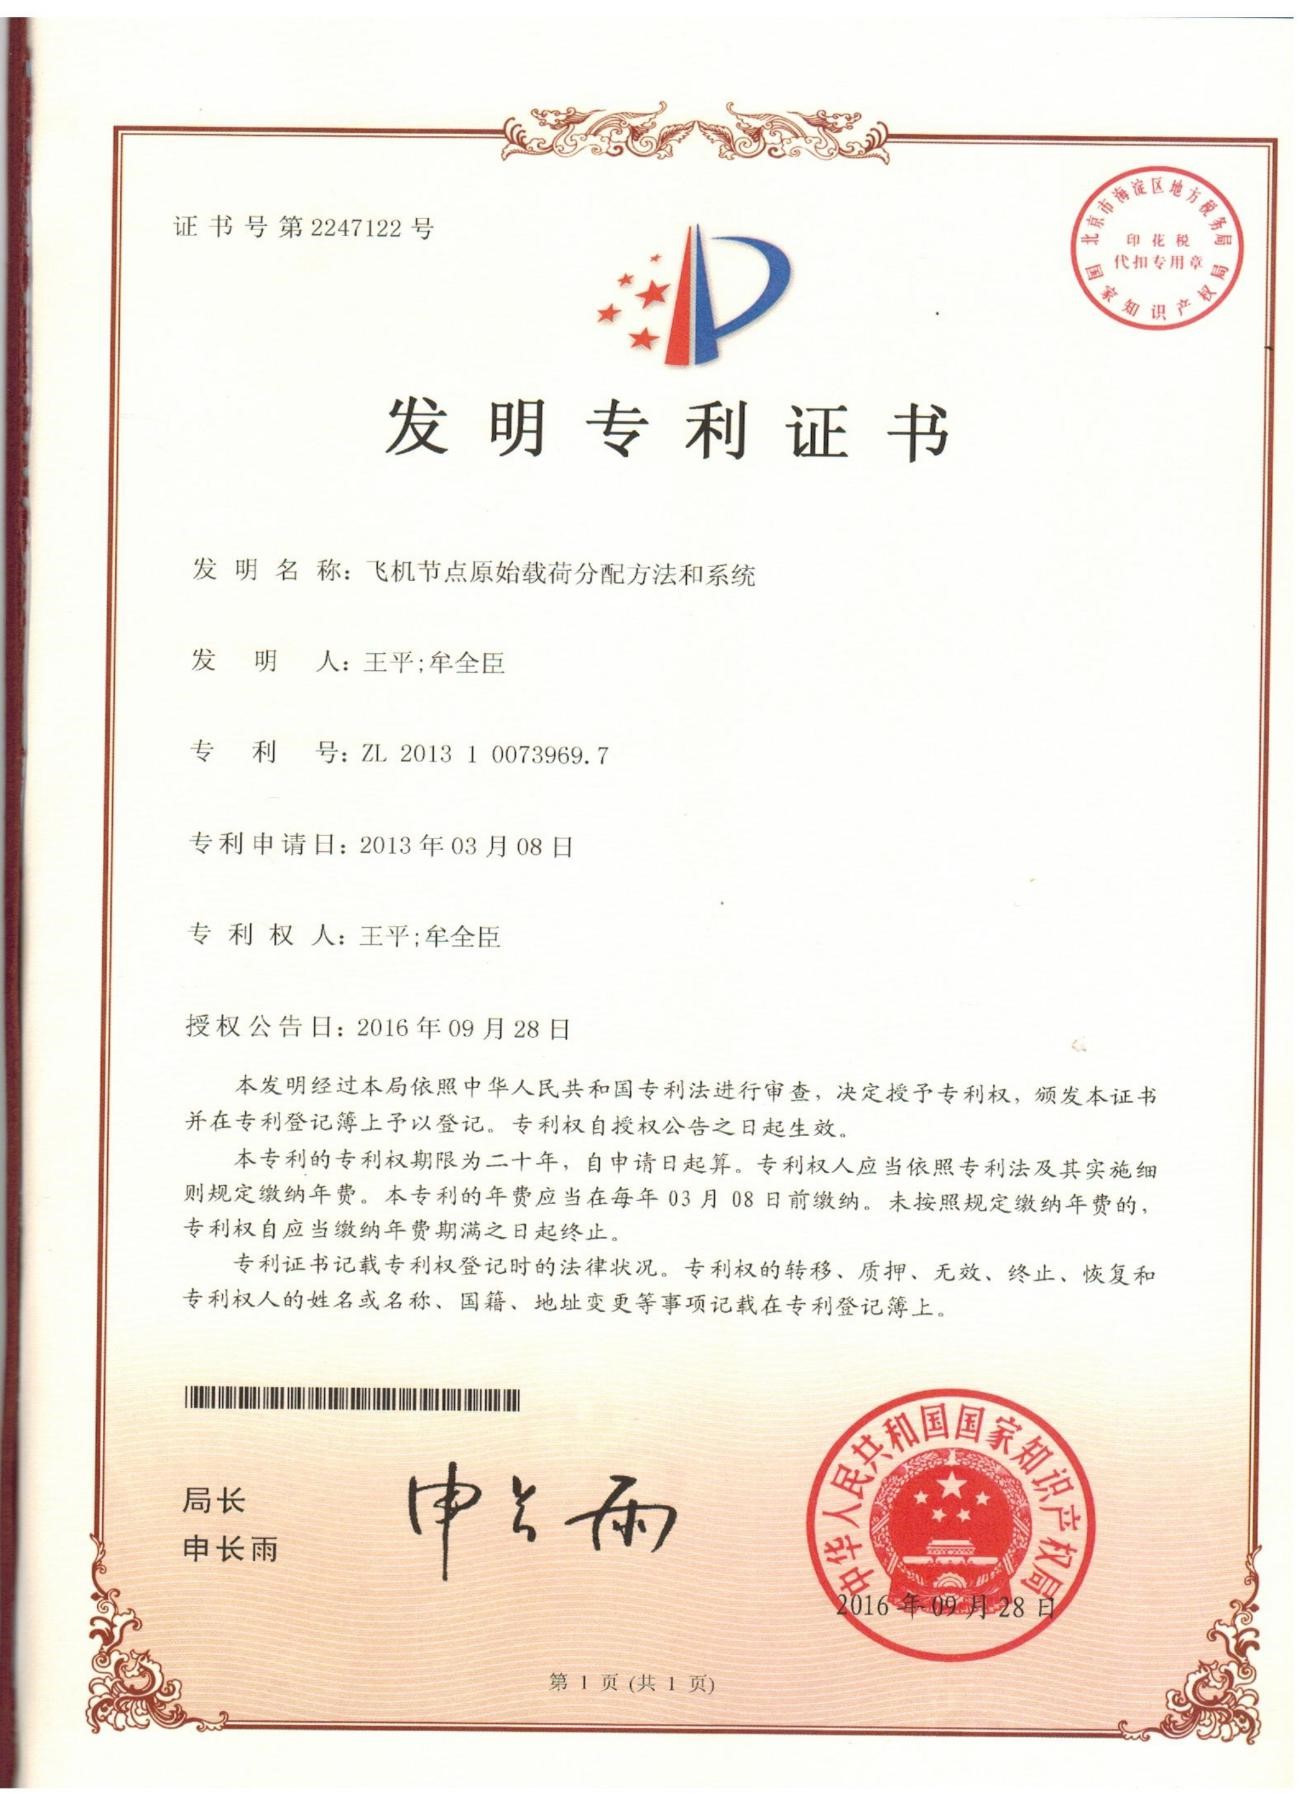 证书号第2247122号
北京市海淀区地方税务局
印花税
代扣专用章
国家知识产权局
发明专利证书
发明名称：飞机节点原始载荷分配方法和系统
发明人：王平;牟全臣
专利号：ZL 2013 1 0073969.7
专利申请日：2013年03月08日
专利权人：王平;牟全臣
授权公告日：2016年09月28日
本发明经过本局依照中华人民共和国专利法进行审查，决定授予专利权，颁发本证书
并在专利登记簿上予以登记。专利权自授权公告之日起生效。
本专利的专利权期限为二十年，自申请日起算。专利权人应当依照专利法及其实施细
则规定缴纳年费。本专利的年费应当在每年03月08日前缴纳。未按照规定缴纳年费的，
专利权自应当缴纳年费期满之日起终止。
专利证书记载专利权登记时的法律状况。专利权的转移、质押、无效、终止、恢复和
专利权人的姓名或名称、国籍、地址变更等事项记载在专利登记簿上。
局长
申长雨
申长雨
中华人民共和国国家知识产权局
2016年09月28日
第1页(共1页)